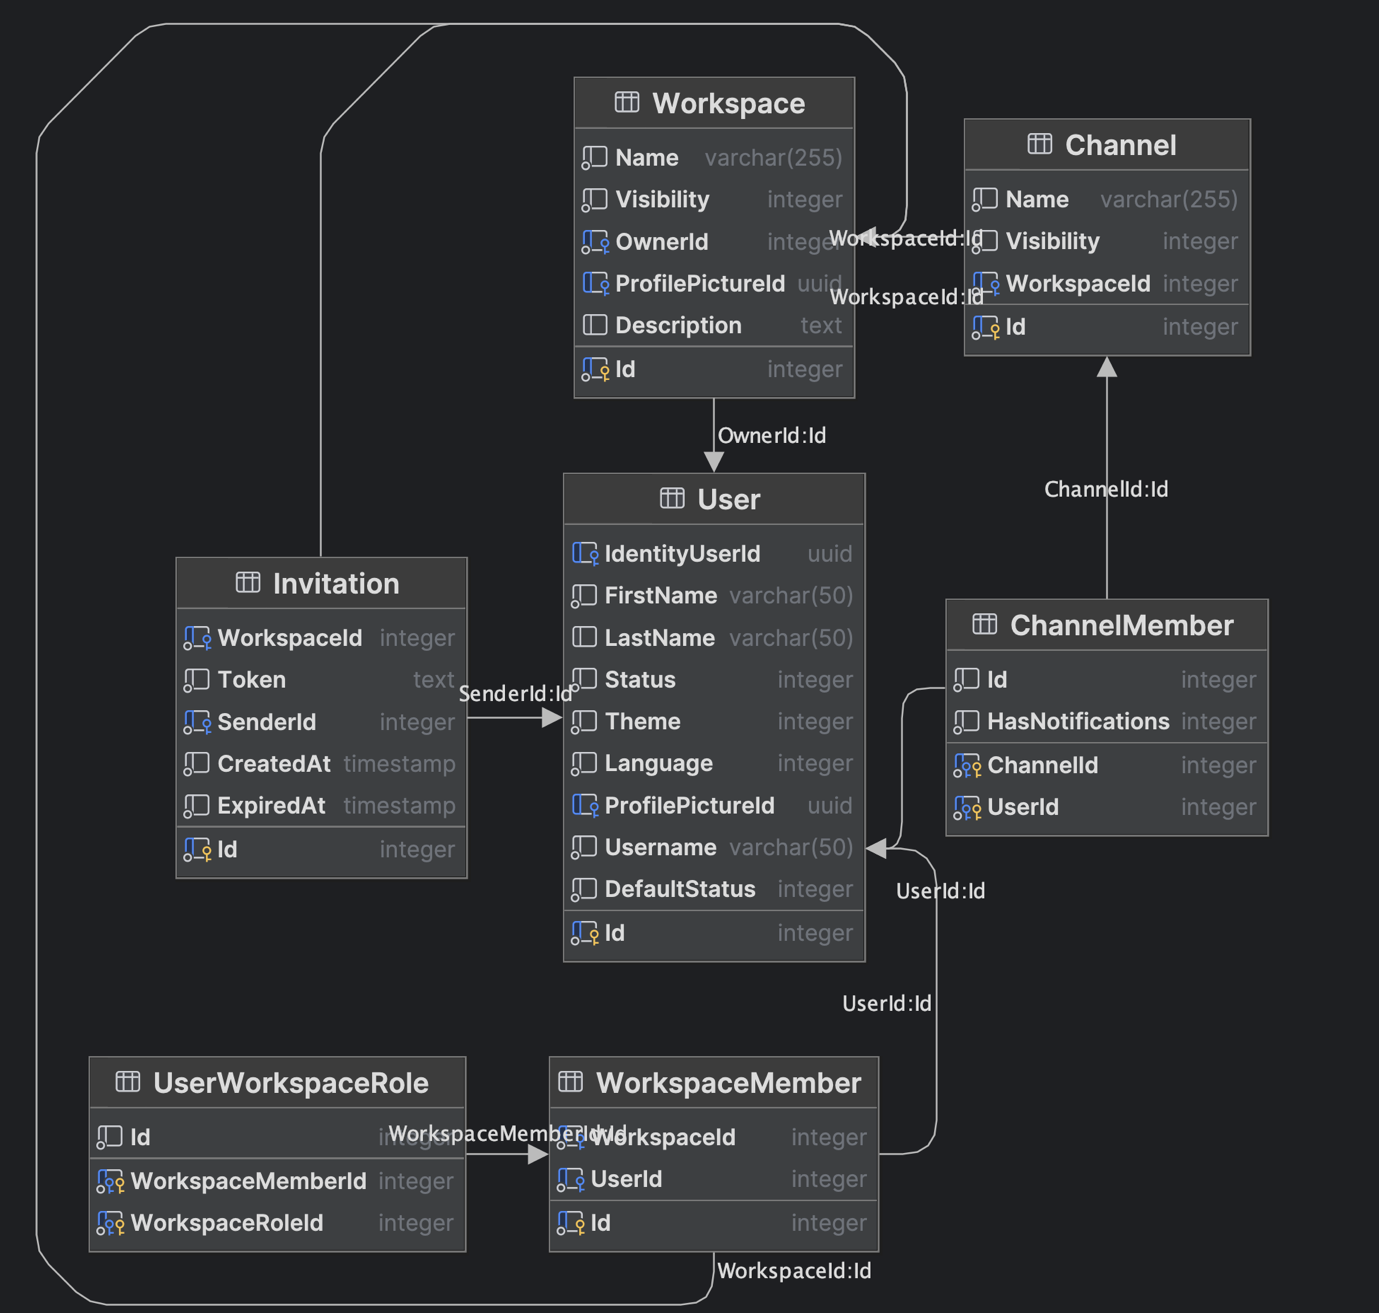 Workspace
Name varchar(255)
Visibility integer
OwnerId integer
ProfilePictureId uuid
Description text
Id integer
WorkspaceId:Id
WorkspaceId:Id
Channel
Name varchar(255)
Visibility integer
WorkspaceId integer
Id integer
OwnerId:Id
ChannelId:Id
User
IdentityUserId uuid
FirstName varchar(50)
LastName varchar(50)
Status integer
Theme integer
Language integer
ProfilePictureId uuid
Username varchar(50)
DefaultStatus integer
Id integer
Invitation
WorkspaceId integer
Token text
SenderId integer
CreatedAt timestamp
ExpiredAt timestamp
Id integer
SenderId:Id
ChannelMember
Id integer
HasNotifications integer
ChannelId integer
UserId integer
UserId:Id
UserId:Id
UserWorkspaceRole
Id integer
WorkspaceMemberId integer
WorkspaceRoleId integer
WorkspaceMemberId:Id
WorkspaceMember
WorkspaceId integer
UserId integer
Id integer
WorkspaceId:Id